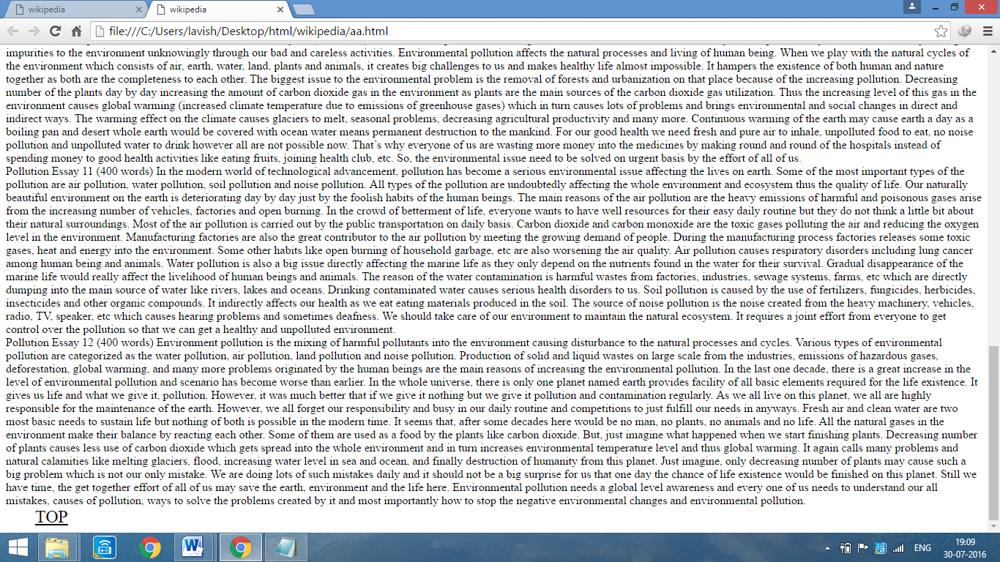 wikipedia
wikipedia
file:///C:/Users/lavish/Desktop/html/wikipedia/aa.html
impurities to the environment unknowingly through our bad and careless activities. Environmental pollution affects the natural processes and living of human being. When we play with the natural cycles of
the environment which consists of air, earth, water, land, plants and animals, it creates big challenges to us and makes healthy life almost impossible. It hampers the existence of both human and nature
together as both are the completeness to each other. The biggest issue to the environmental problem is the removal of forests and urbanization on that place because of the increasing pollution. Decreasing
number of the plants day by day increasing the amount of carbon dioxide gas in the environment as plants are the main sources of the carbon dioxide gas utilization. Thus the increasing level of this gas in the
environment causes global warming (increased climate temperature due to emissions of greenhouse gases) which in turn causes lots of problems and brings environmental and social changes in direct and
indirect ways. The warming effect on the climate causes glaciers to melt, seasonal problems, decreasing agricultural productivity and many more. Continuous warming of the earth may cause earth a day as a
boiling pan and desert whole earth would be covered with ocean water means permanent destruction to the mankind. For our good health we need fresh and pure air to inhale, unpolluted food to eat, no noise
pollution and unpolluted water to drink however all are not possible now. That’s why everyone of us are wasting more money into the medicines by making round and round of the hospitals instead of
spending money to good health activities like eating fruits, joining health club, etc. So, the environmental issue need to be solved on urgent basis by the effort of all of us.
Pollution Essay 11 (400 words) In the modern world of technological advancement, pollution has become a serious environmental issue affecting the lives on earth. Some of the most important types of the
pollution are air pollution, water pollution, soil pollution and noise pollution. All types of the pollution are undoubtedly affecting the whole environment and ecosystem thus the quality of life. Our naturally
beautiful environment on the earth is deteriorating day by day just by the foolish habits of the human beings. The main reasons of the air pollution are the heavy emissions of harmful and poisonous gases arise
from the increasing number of vehicles, factories and open burning. In the crowd of betterment of life, everyone wants to have well resources for their easy daily routine but they do not think a little bit about
their natural surroundings. Most of the air pollution is carried out by the public transportation on daily basis. Carbon dioxide and carbon monoxide are the toxic gases polluting the air and reducing the oxygen
level in the environment. Manufacturing factories are also the great contributor to the air pollution by meeting the growing demand of people. During the manufacturing process factories releases some toxic
gases, heat and energy into the environment. Some other habits like open burning of household garbage, etc are also worsening the air quality. Air pollution causes respiratory disorders including lung cancer
among human being and animals. Water pollution is also a big issue directly affecting the marine life as they only depend on the nutrients found in the water for their survival. Gradual disappearance of the
marine life would really affect the livelihood of human beings and animals. The reason of the water contamination is harmful wastes from factories, industries, sewage systems, farms, etc which are directly
dumping into the main source of water like rivers, lakes and oceans. Drinking contaminated water causes serious health disorders to us. Soil pollution is caused by the use of fertilizers, fungicides, herbicides,
insecticides and other organic compounds. It indirectly affects our health as we eat eating materials produced in the soil. The source of noise pollution is the noise created from the heavy machinery, vehicles,
radio, TV, speaker, etc which causes hearing problems and sometimes deafness. We should take care of our environment to maintain the natural ecosystem. It requires a joint effort from everyone to get
control over the pollution so that we can get a healthy and unpolluted environment.
Pollution Essay 12 (400 words) Environment pollution is the mixing of harmful pollutants into the environment causing disturbance to the natural processes and cycles. Various types of environmental
pollution are categorized as the water pollution, air pollution, land pollution and noise pollution. Production of solid and liquid wastes on large scale from the industries, emissions of hazardous gases,
deforestation, global warming, and many more problems originated by the human beings are the main reasons of increasing the environmental pollution. In the last one decade, there is a great increase in the
level of environmental pollution and scenario has become worse than earlier. In the whole universe, there is only one planet named earth provides facility of all basic elements required for the life existence. It
gives us life and what we give it, pollution. However, it was much better that if we give it nothing but we give it pollution and contamination regularly. As we all live on this planet, we all are highly
responsible for the maintenance of the earth. However, we all forget our responsibility and busy in our daily routine and competitions to just fulfill our needs in anyways. Fresh air and clean water are two
most basic needs to sustain life but nothing of both is possible in the modern time. It seems that, after some decades here would be no man, no plants, no animals and no life. All the natural gases in the
environment make their balance by reacting each other. Some of them are used as a food by the plants like carbon dioxide. But, just imagine what happened when we start finishing plants. Decreasing number
of plants causes less use of carbon dioxide which gets spread into the whole environment and in turn increases environmental temperature level and thus global warming. It again calls many problems and
natural calamities like melting glaciers, flood, increasing water level in sea and ocean, and finally destruction of humanity from this planet. Just imagine, only decreasing number of plants may cause such a
big problem which is not our only mistake. We are doing lots of such mistakes daily and it should not be a big surprise for us that one day the chance of life existence would be finished on this planet. Still we
have time, the get together effort of all of us may save the earth, environment and the life here. Environmental pollution needs a global level awareness and every one of us needs to understand our all
mistakes, causes of pollution, ways to solve the problems created by it and most importantly how to stop the negative environmental changes and environmental pollution.
TOP
ENG
19:09
30-07-2016